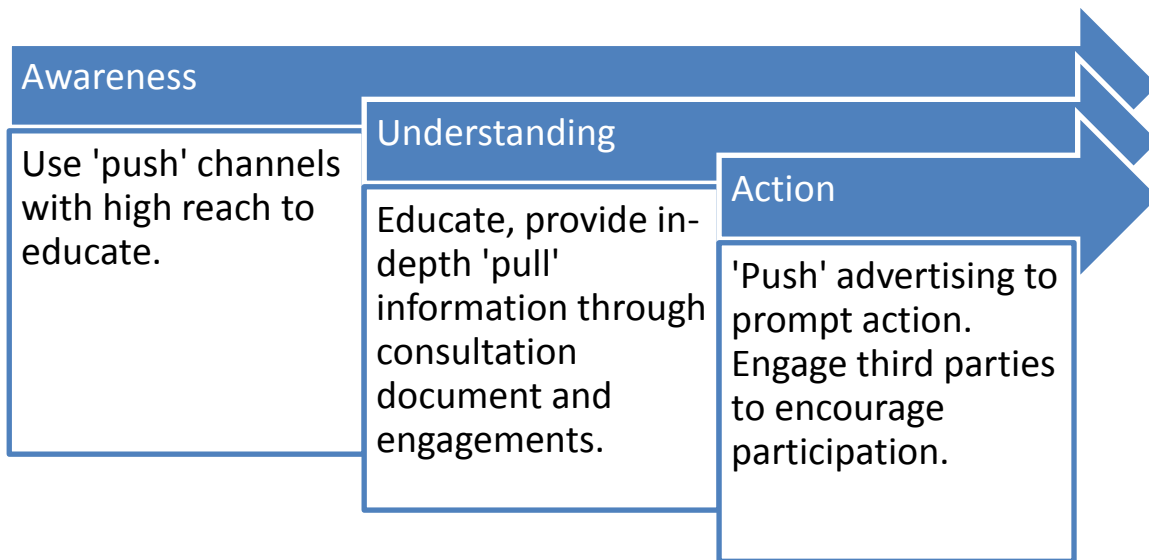 Awareness
Use 'push' channels
with high reach to
educate.
Understanding
Educate, provide in-
depth 'pull'
information through
consultation
document and
engagements.
Action
'Push' advertising to
prompt action.
Engage third parties
to encourage
participation.